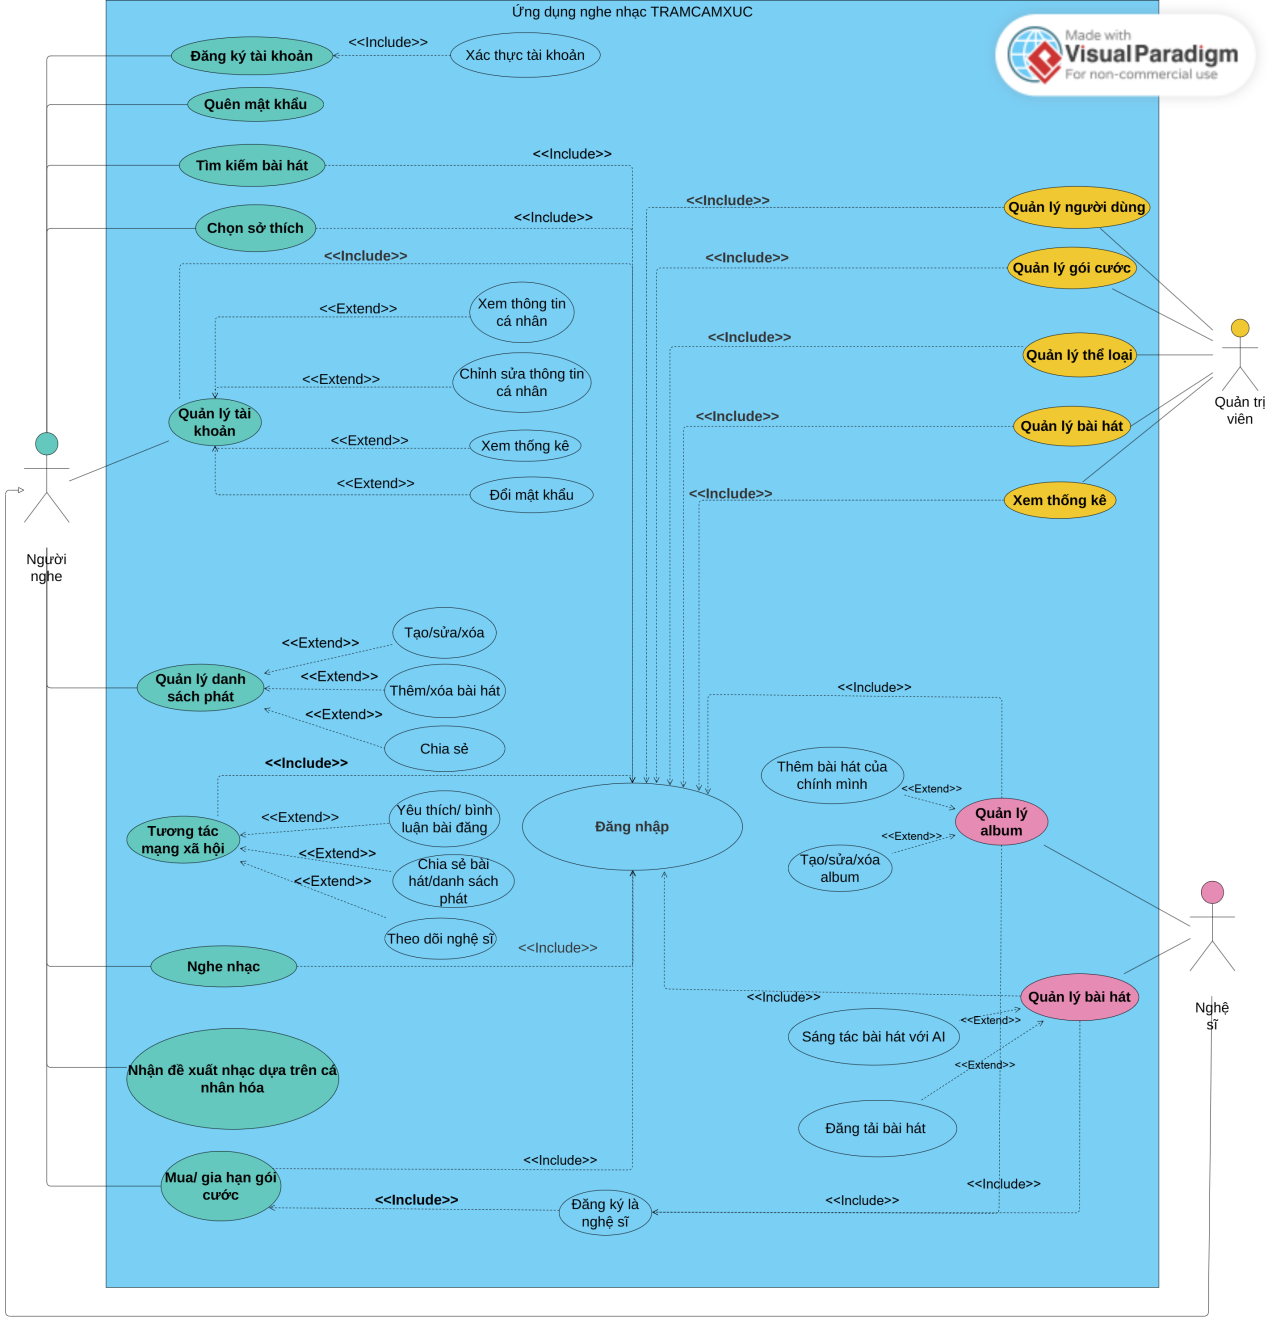 Ứng dụng nghe nhạc TRAMCAMXUC
Made with
Visual Paradigm
For non-commercial use
Đăng ký tài khoản
<<Include>>
Xác thực tài khoản
Quên mật khẩu
Tìm kiếm bài hát
<<Include>>
Chọn sở thích
<<Include>>
<<Include>>
Quản lý người dùng
<<Include>>
<<Include>>
Quản lý gói cước
<<Extend>>
Xem thông tin
cá nhân
<<Include>>
Quản lý thể loại
<<Extend>>
Chỉnh sửa thông tin
cá nhân
Quản trị
viên
Quản lý tài
khoản
<<Include>>
Quản lý bài hát
<<Extend>>
Xem thống kê
<<Extend>>
Đổi mật khẩu
<<Include>>
Xem thống kê
Người
nghe
<<Extend>>
Tạo/sửa/xóa
Quản lý danh
sách phát
<<Extend>>
Thêm/xóa bài hát
<<Extend>>
Chia sẻ
<<Include>>
<<Include>>
Thêm bài hát của
chính mình
<<Extend>>
Tương tác
mạng xã hội
<<Extend>>
Yêu thích/ bình
luận bài đăng
Đăng nhập
Quản lý
album
<<Extend>>
<<Extend>>
Chia sẻ bài
hát/danh sách
phát
Tạo/sửa/xóa
album
<<Extend>>
Theo dõi nghệ sĩ
<<Include>>
Nghe nhạc
<<Include>>
Quản lý bài hát
Nghệ
sĩ
<<Extend>>
Sáng tác bài hát với AI
<<Extend>>
Nhận đề xuất nhạc dựa trên cá
nhân hóa
Đăng tải bài hát
<<Include>>
Mua/ gia hạn gói
cước
<<Include>>
<<Include>>
Đăng ký là
nghệ sĩ
<<Include>>